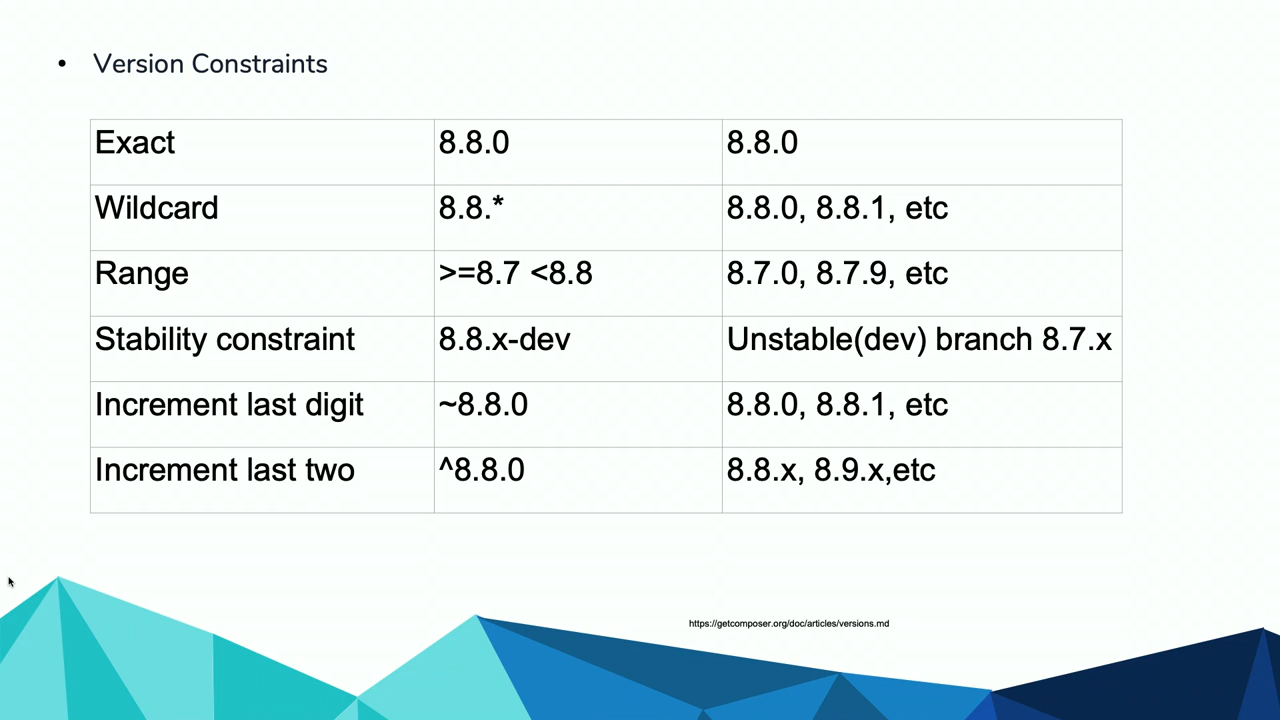 • Version Constraints
Exact 8.8.0 8.8.0
Wildcard 8.8.* 8.8.0, 8.8.1, etc
Range >=8.7 <8.8 8.7.0, 8.7.9, etc
Stability constraint 8.8.x-dev Unstable(dev) branch 8.7.x
Increment last digit ~8.8.0 8.8.0, 8.8.1, etc
Increment last two ^8.8.0 8.8.x, 8.9.x,etc
https://getcomposer.org/doc/articles/versions.md